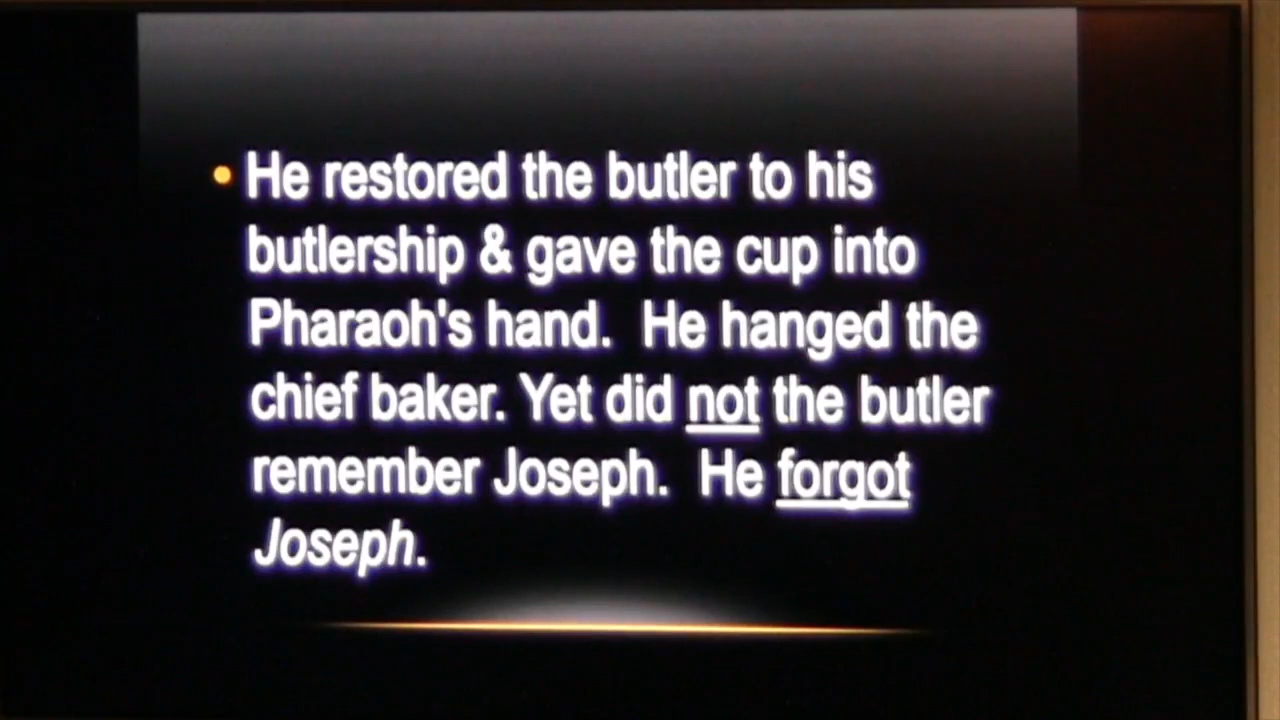 • He restored the butler to his
butlership & gave the cup into
Pharaoh's hand.  He hanged the
chief baker. Yet did not the butler
remember Joseph.  He forgot
Joseph.